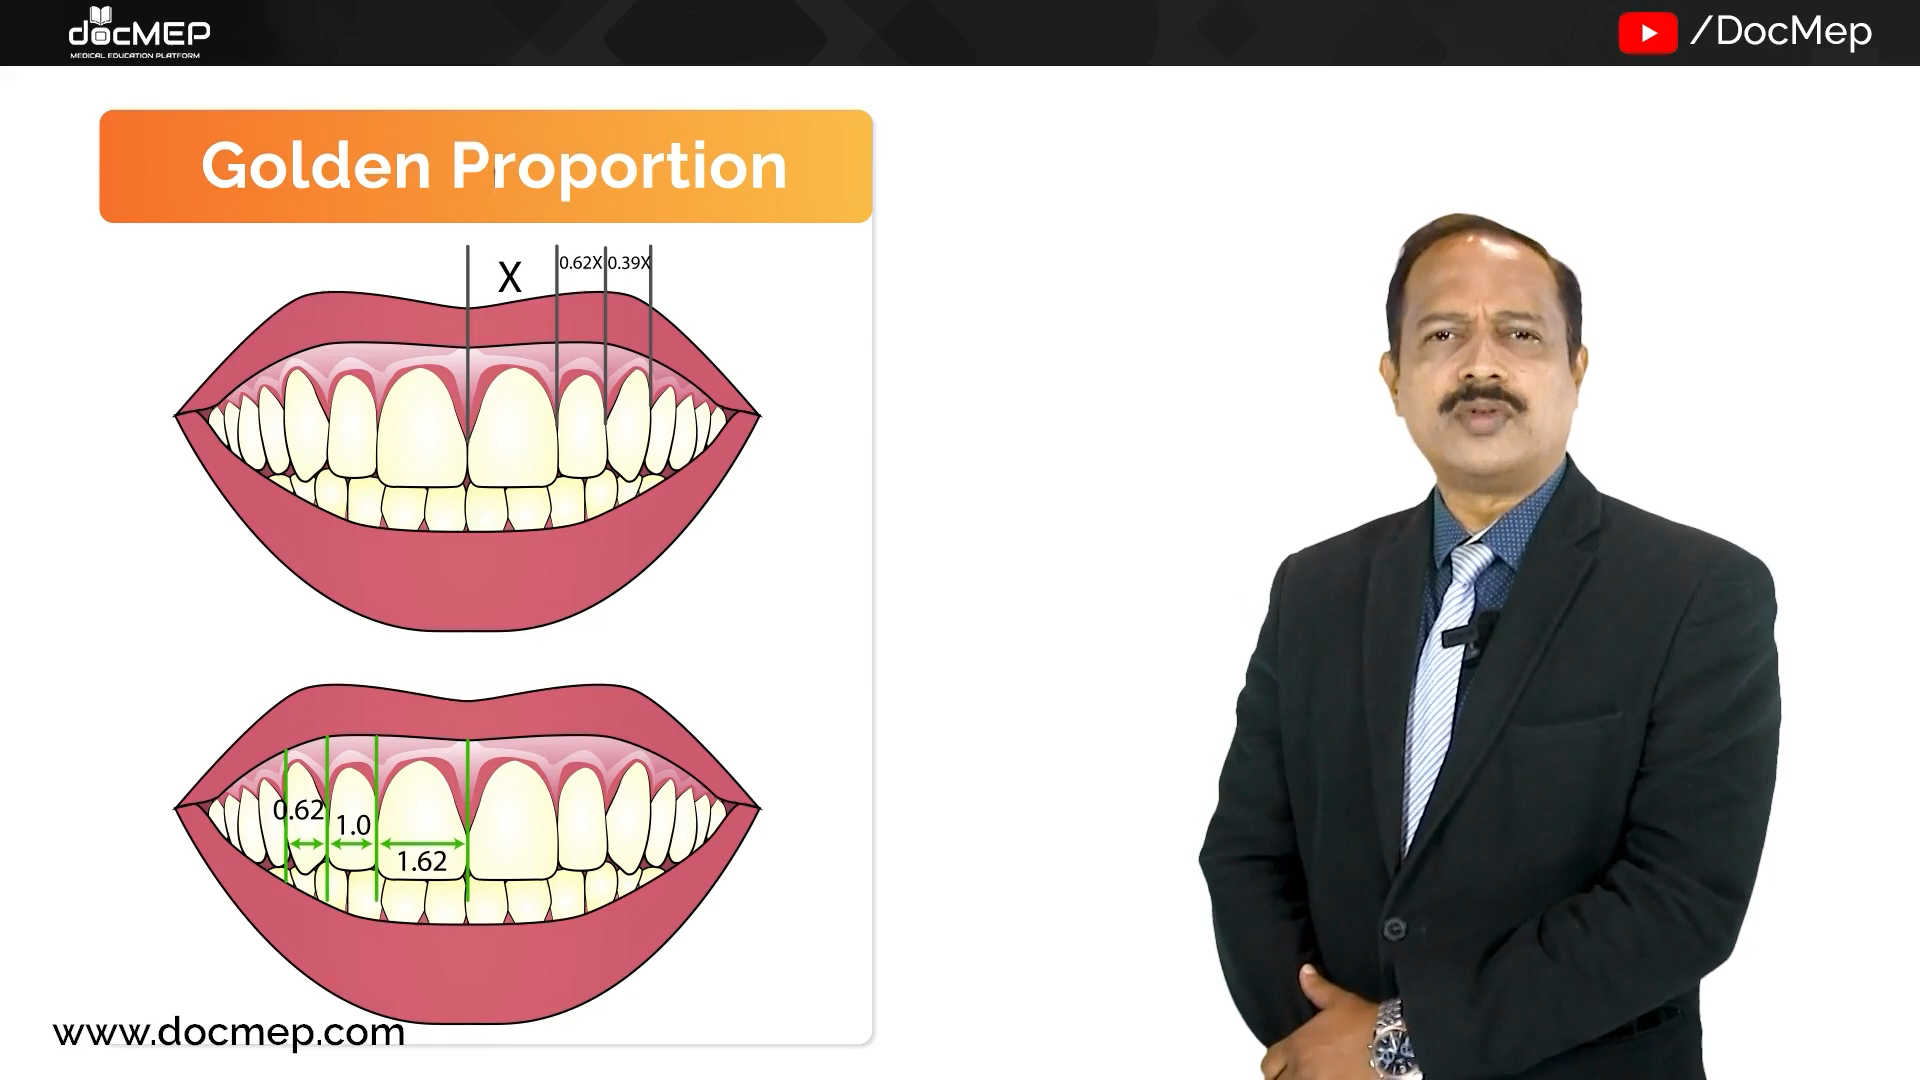 docMEP
MEDICAL EDUCATION PLATFORM
/DocMep
Golden Proportion
X
0.62X
0.39X
0.62
1.0
1.62
www.docmep.com